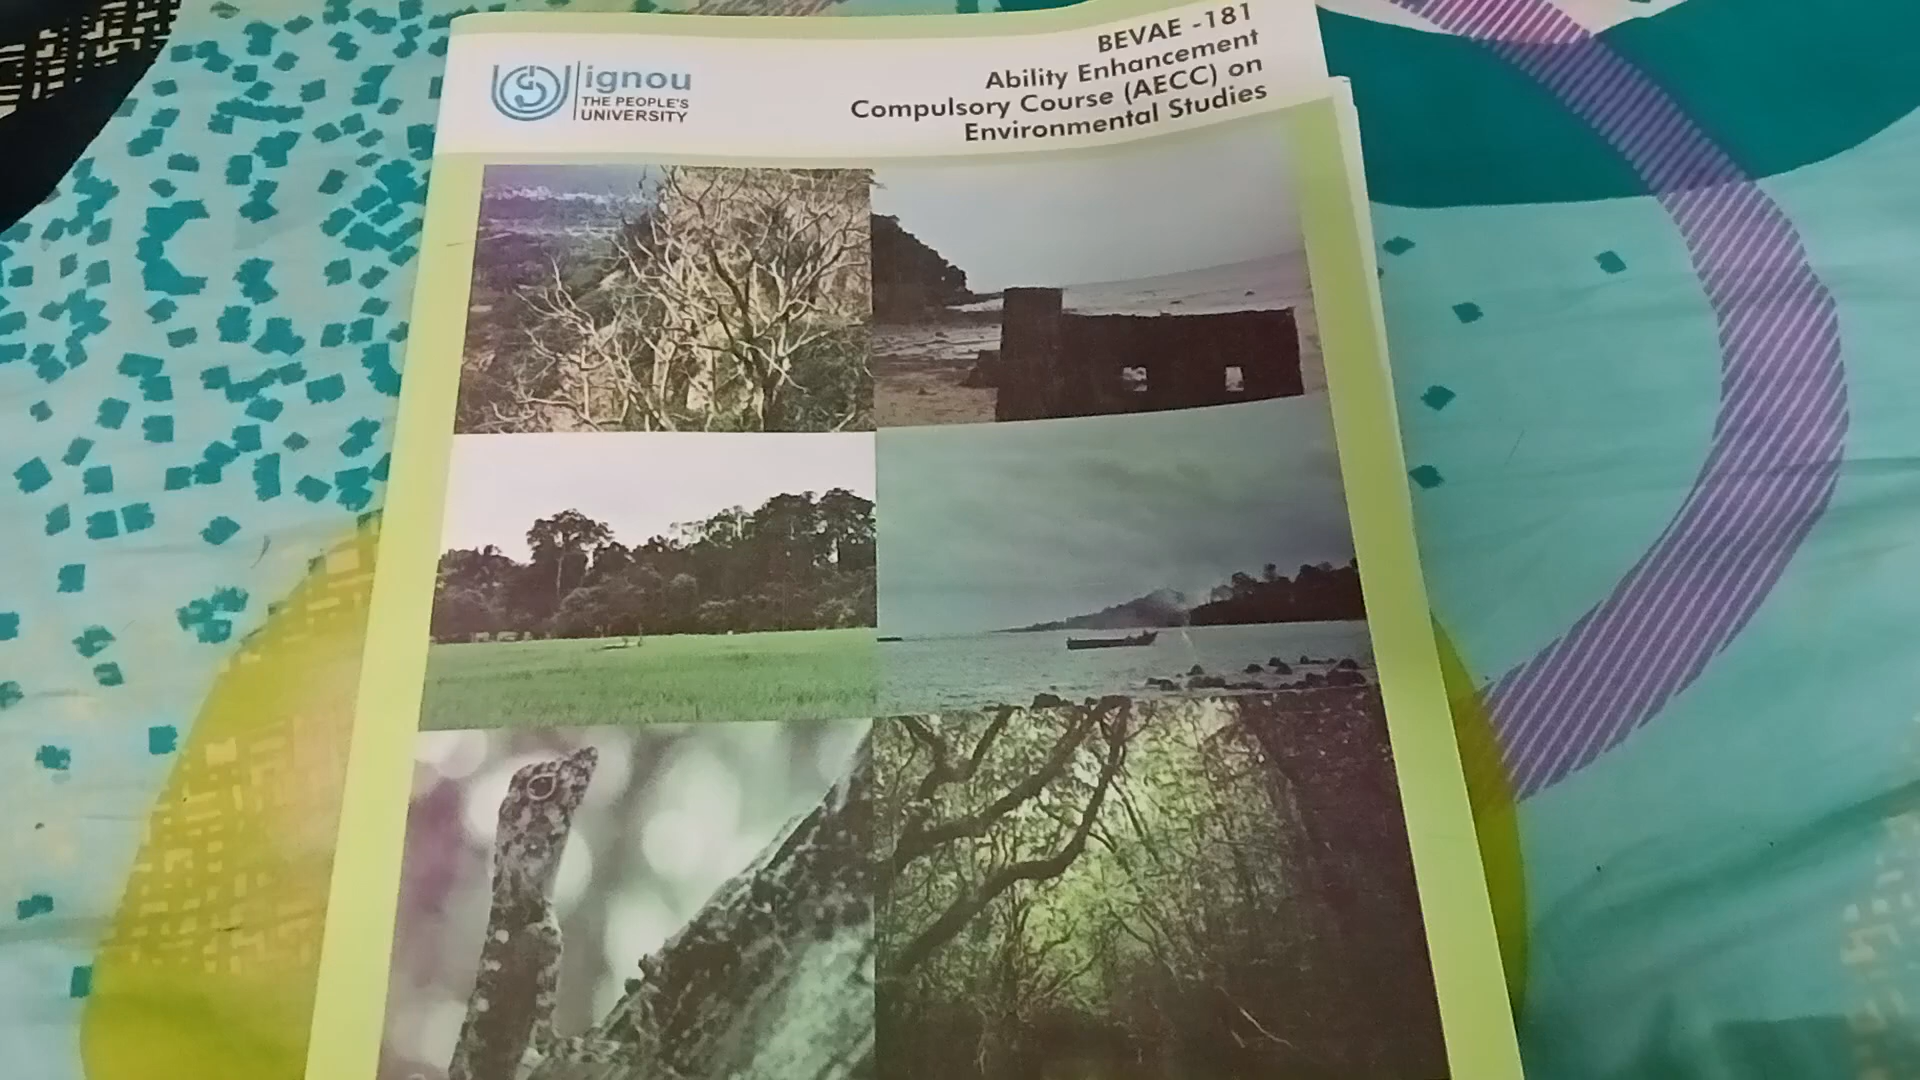 ignou
THE PEOPLE'S
UNIVERSITY
BEVAE -181
Ability Enhancement
Compulsory Course (AECC) on
Environmental Studies